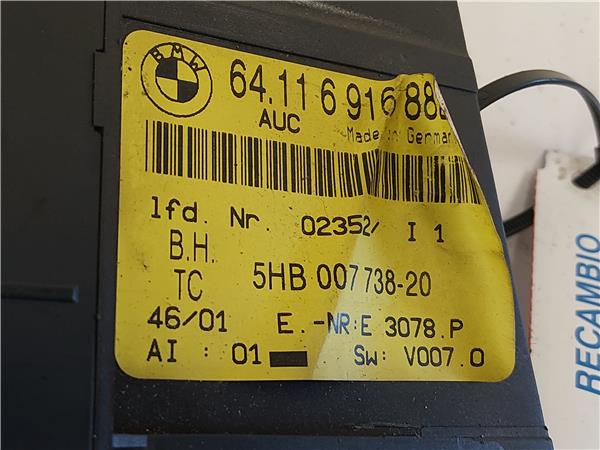 BMW
64.11 6 916 88
AUC
Made in German
lfd. Nr. 02352/ I 1
B.H.
TC 5HB 007 738-20
46/01 E.-NR:E 3078.P
AI : 01 Sw: V007.0
RECAMBIO